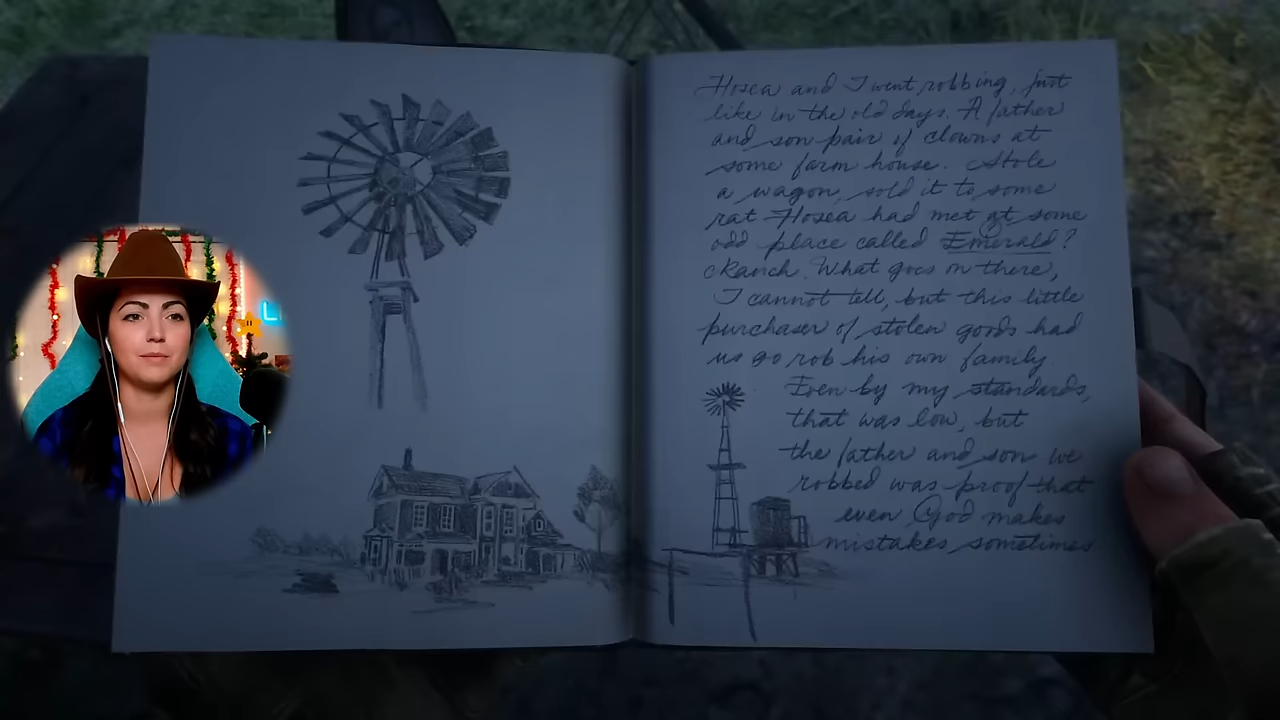 Hosea and I went robbing, just
like in the old days. A father
and son pair of clowns at
some farm house. Stole
a wagon, sold it to some
rat Hosea had met at some
odd place called Emerald?
Ranch. What goes on there,
I cannot tell, but this little
purchaser of stolen goods had
us go rob his own family.
Even by my standards,
that was low, but
the father and son we
robbed was proof that
even God makes
mistakes sometimes